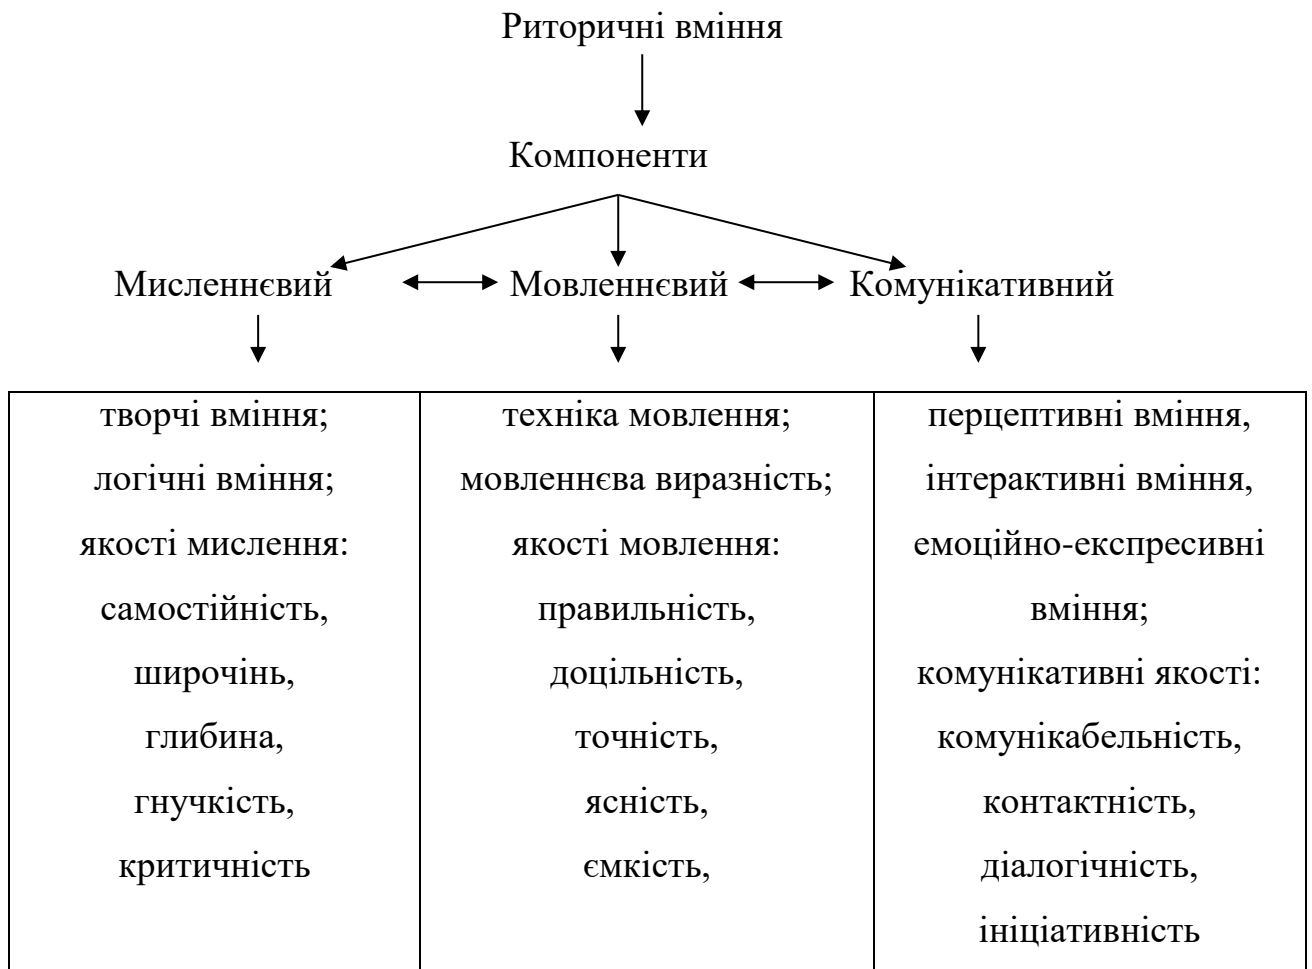 Риторичні вміння
Компоненти
Мисленнєвий Мовленнєвий Комунікативний
творчі вміння;
логічні вміння;
якості мислення:
самостійність,
широчінь,
глибина,
гнучкість,
критичність
техніка мовлення;
мовленнєва виразність;
якості мовлення:
правильність,
доцільність,
точність,
ясність,
ємкість,
перцептивні вміння,
інтерактивні вміння,
емоційно-експресивні
вміння;
комунікативні якості:
комунікабельність,
контактність,
діалогічність,
ініціативність